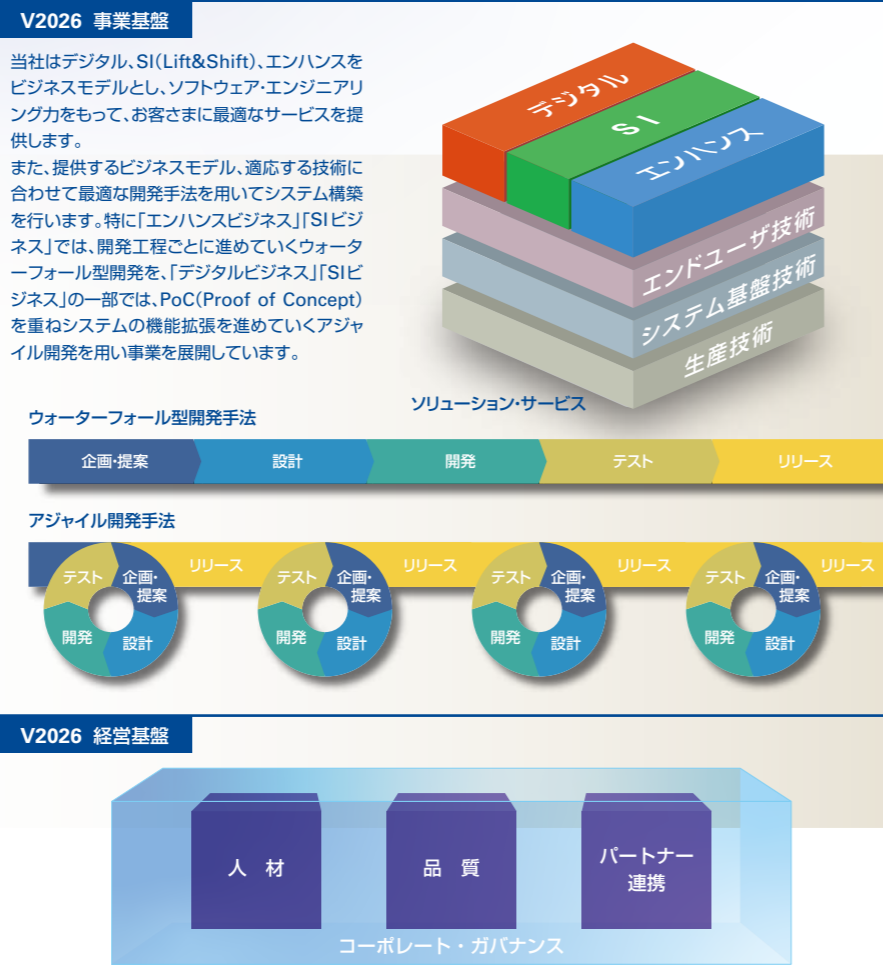 V2026 事業基盤
当社はデジタル、SI(Lift&Shift)、エンハンスを
ビジネスモデルとし、ソフトウェア・エンジニアリ
ング力をもって、お客さまに最適なサービスを提
供します。
また、提供するビジネスモデル、適応する技術に
合わせて最適な開発手法を用いてシステム構築
を行います。特に「エンハンスビジネス」「SIビジ
ネス」では、開発工程ごとに進めていくウォータ
ーフォール型開発を、「デジタルビジネス」「SIビ
ジネス」の一部では、PoC(Proof of Concept)
を重ねシステムの機能拡張を進めていくアジャ
イル開発を用い事業を展開しています。
デジタル
SI
エンハンス
エンドユーザ技術
システム基盤技術
生産技術
ソリューション・サービス
ウォーターフォール型開発手法
企画・提案 設計 開発 テスト リリース
アジャイル開発手法
テスト 企画・
提案
開発 設計
リリース
テスト 企画・
提案
開発 設計
リリース
テスト 企画・
提案
開発 設計
リリース
テスト 企画・
提案
開発 設計
リリース
V2026 経営基盤
人 材
品 質
パートナー
連携
コーポレート・ガバナンス